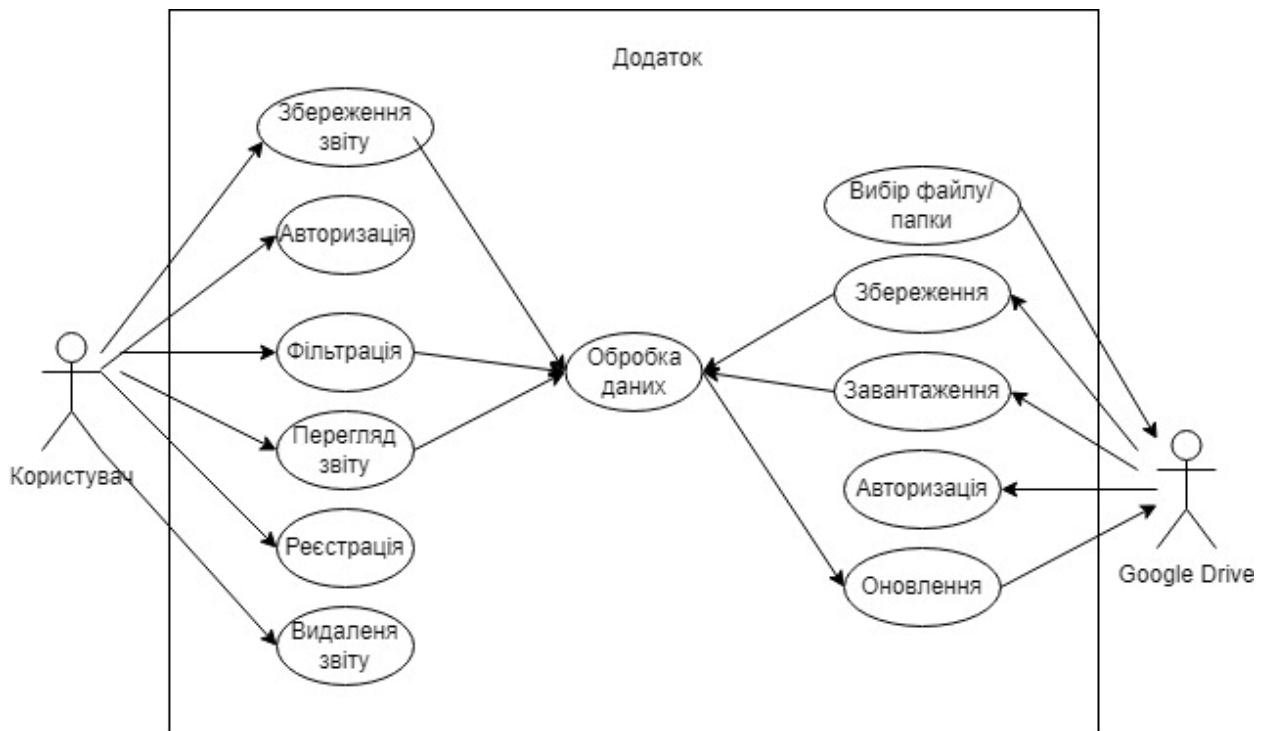 Додаток
Збереження
звіту
Авторизація
Фільтрація
Перегляд
звіту
Реєстрація
Видаленя
звіту
Користувач
Обробка
даних
Вибір файлу/
папки
Збереження
Завантаження
Авторизація
Оновлення
Google Drive